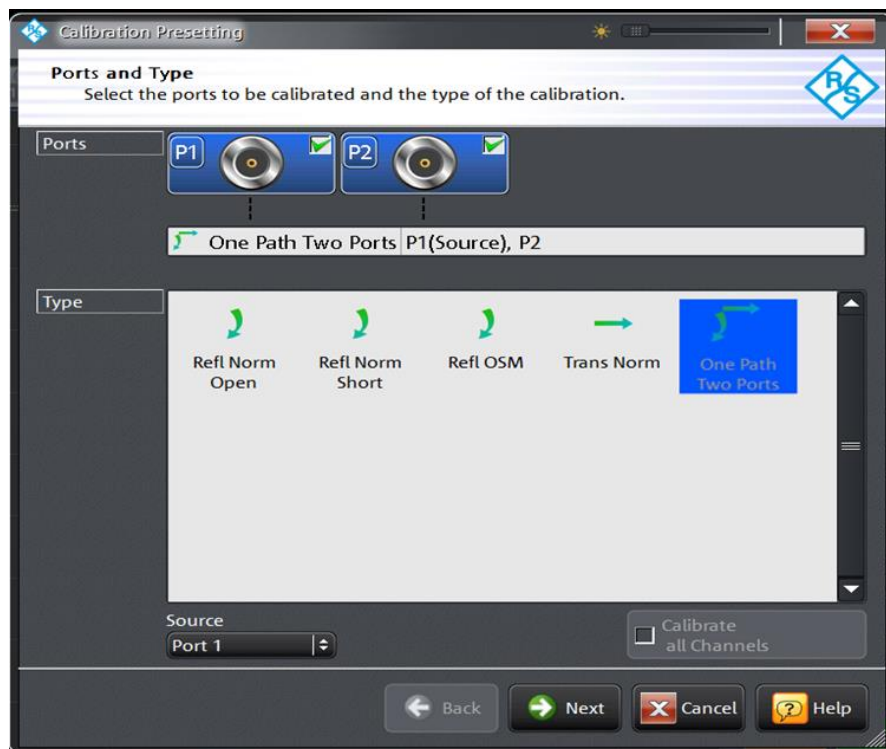 Calibration Presetting
Ports and Type
Select the ports to be calibrated and the type of the calibration.
R&S
Ports
P1
P2
One Path Two Ports P1(Source), P2
Type
Refl Norm
Open
Refl Norm
Short
Refl OSM
Trans Norm
One Path
Two Ports
Source
Port 1
Calibrate
all Channels
Back
Next
Cancel
? Help